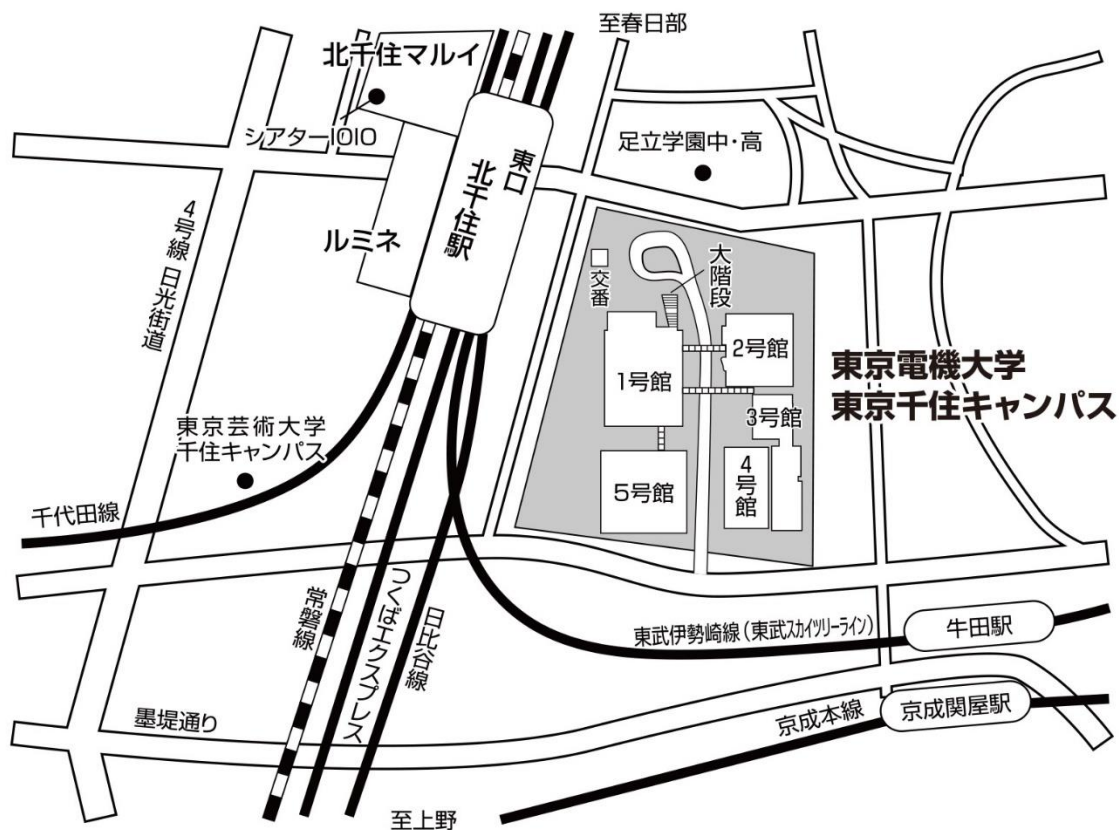 至春日部
北千住マルイ
シアター1010
足立学園中・高
東口
北千住駅
ルミネ
4号線 日光街道
交番
大階段
1号館
2号館
3号館
4号館
5号館
東京電機大学
東京千住キャンパス
東京芸術大学
千住キャンパス
千代田線
常磐線
つくばエクスプレス
日比谷線
東武伊勢崎線(東武スカイツリーライン)
牛田駅
墨堤通り
京成本線
京成関屋駅
至上野